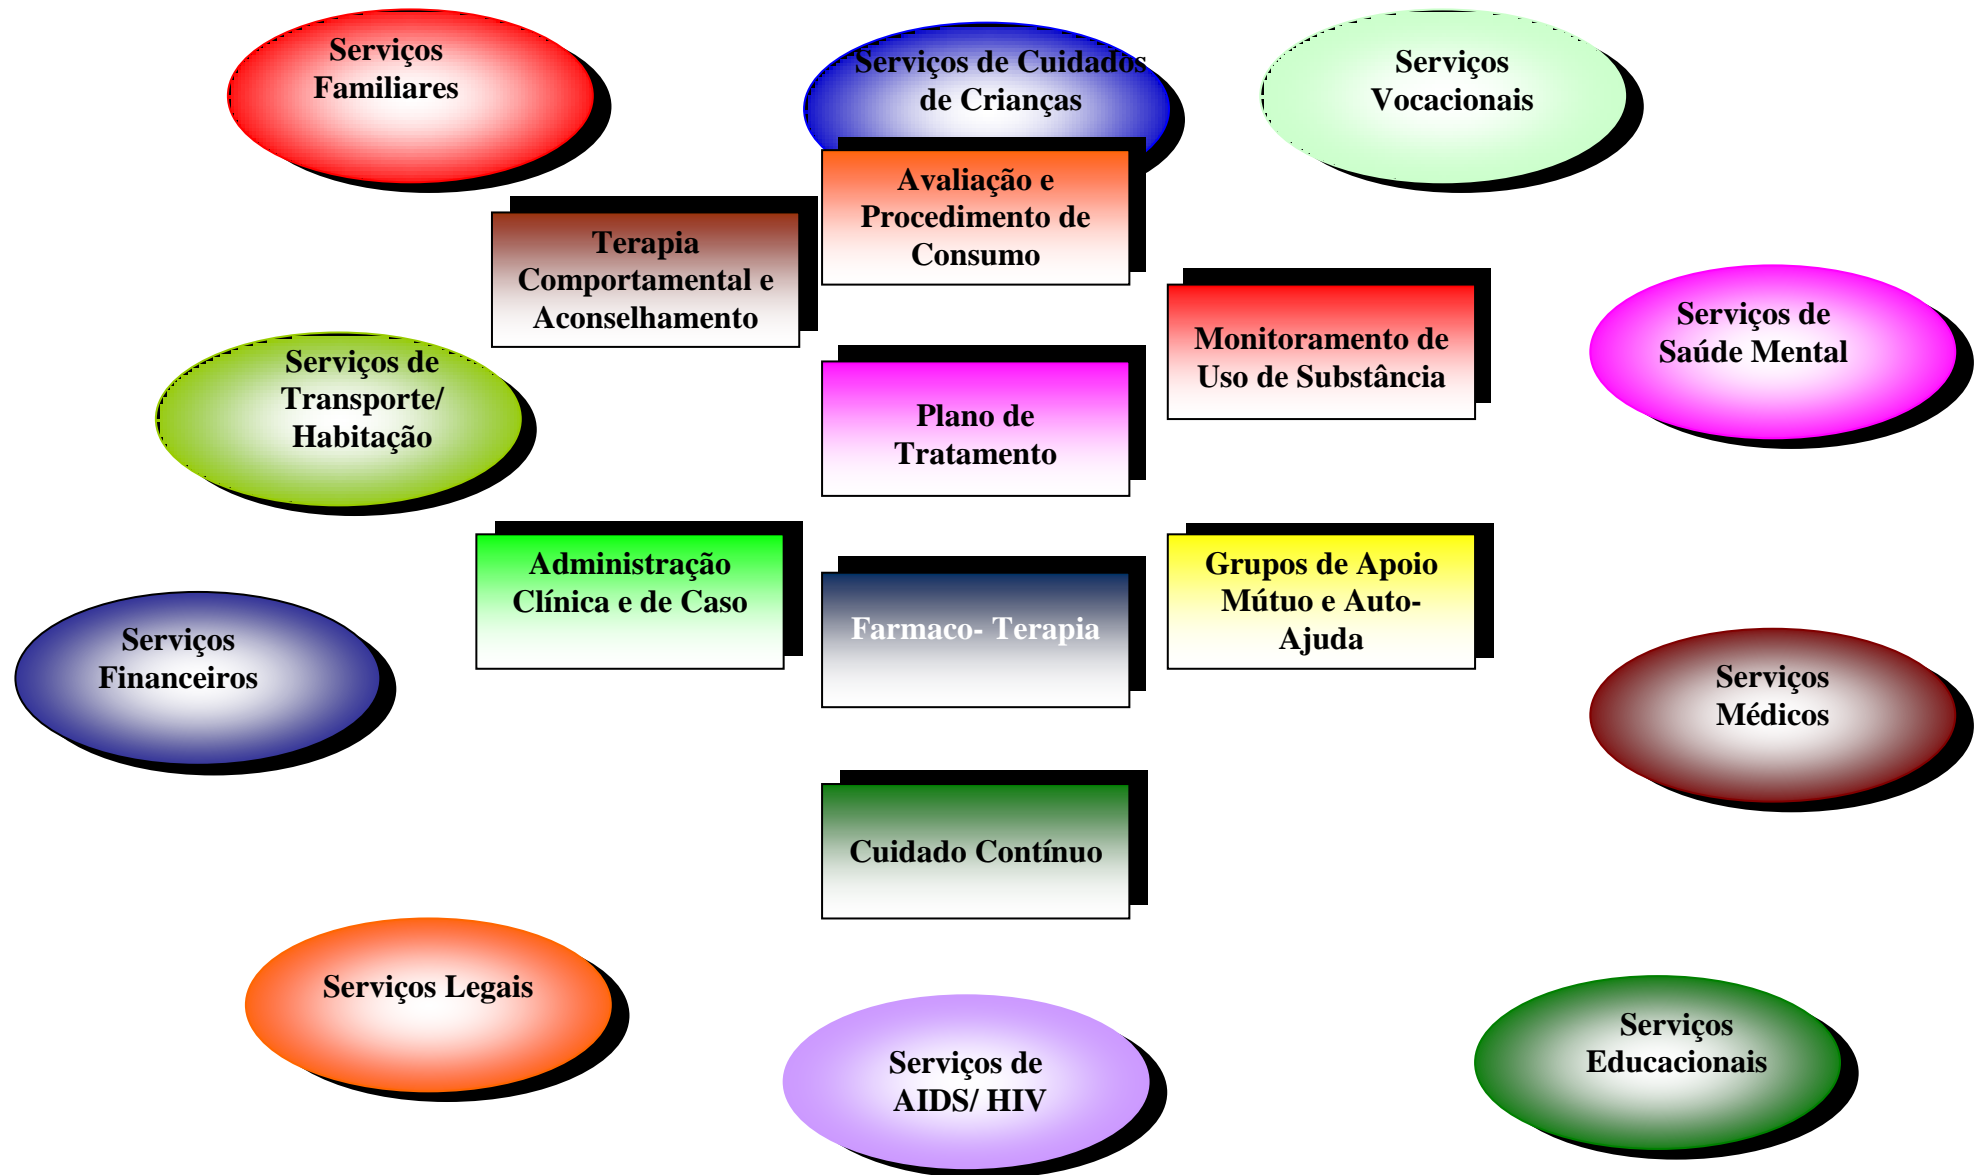 Serviços
Familiares
Serviços de Cuidados
de Crianças
Serviços
Vocacionais
Avaliação e
Procedimento de
Consumo
Terapia
Comportamental e
Aconselhamento
Monitoramento de
Uso de Substância
Serviços de
Saúde Mental
Serviços de
Transporte/
Habitação
Plano de
Tratamento
Administração
Clínica e de Caso
Farmaco- Terapia
Grupos de Apoio
Mútuo e Auto-
Ajuda
Serviços
Financeiros
Serviços
Médicos
Cuidado Contínuo
Serviços Legais
Serviços de
AIDS/ HIV
Serviços
Educacionais